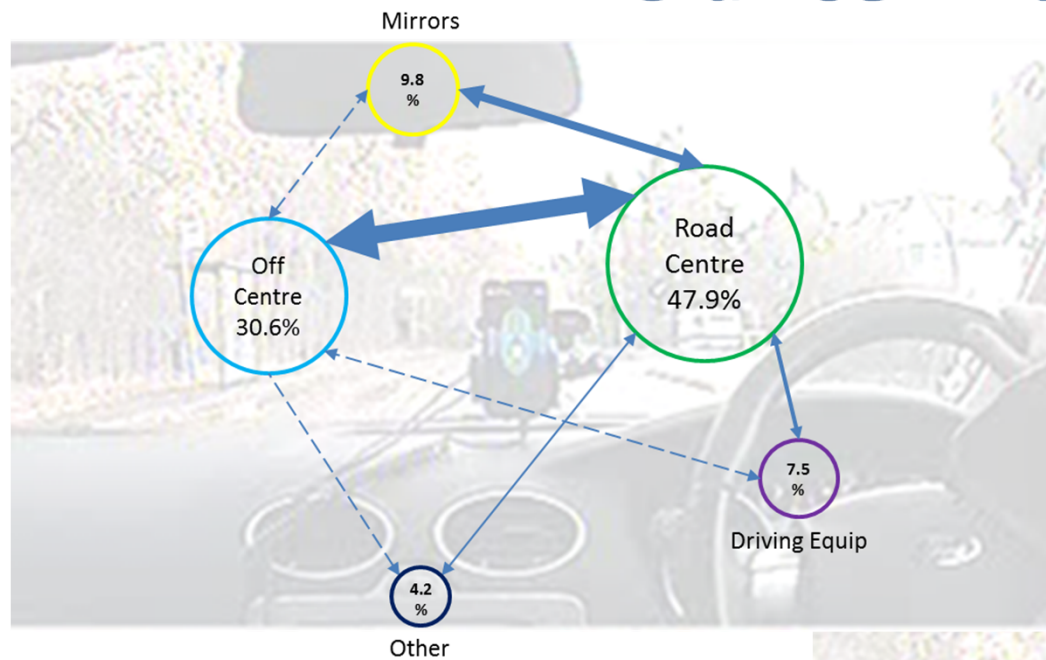 Mirrors
9.8
%
Road
Centre
47.9%
Off
Centre
30.6%
7.5
%
Driving Equip
4.2
%
Other